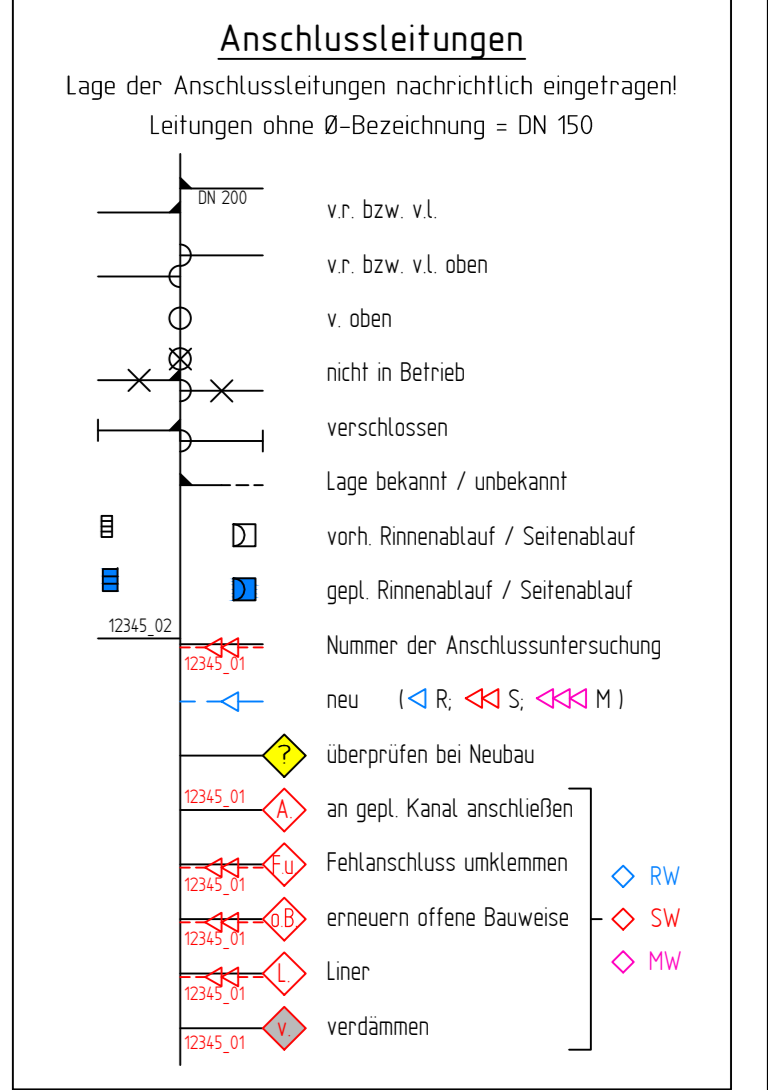 Anschlussleitungen
Lage der Anschlussleitungen nachrichtlich eingetragen!
Leitungen ohne Ø-Bezeichnung = DN 150
DN 200
v.r. bzw. v.l.
v.r. bzw. v.l. oben
v. oben
nicht in Betrieb
verschlossen
Lage bekannt / unbekannt
vorh. Rinnenablauf / Seitenablauf
gepl. Rinnenablauf / Seitenablauf
12345_02
12345_01
Nummer der Anschlussuntersuchung
neu ( R; S; M )
? überprüfen bei Neubau
12345_01
A. an gepl. Kanal anschließen
F.u Fehlanschluss umklemmen
12345_01
RW
o.B. erneuern offene Bauweise
SW
12345_01
MW
L. Liner
12345_01
v. verdämmen
12345_01